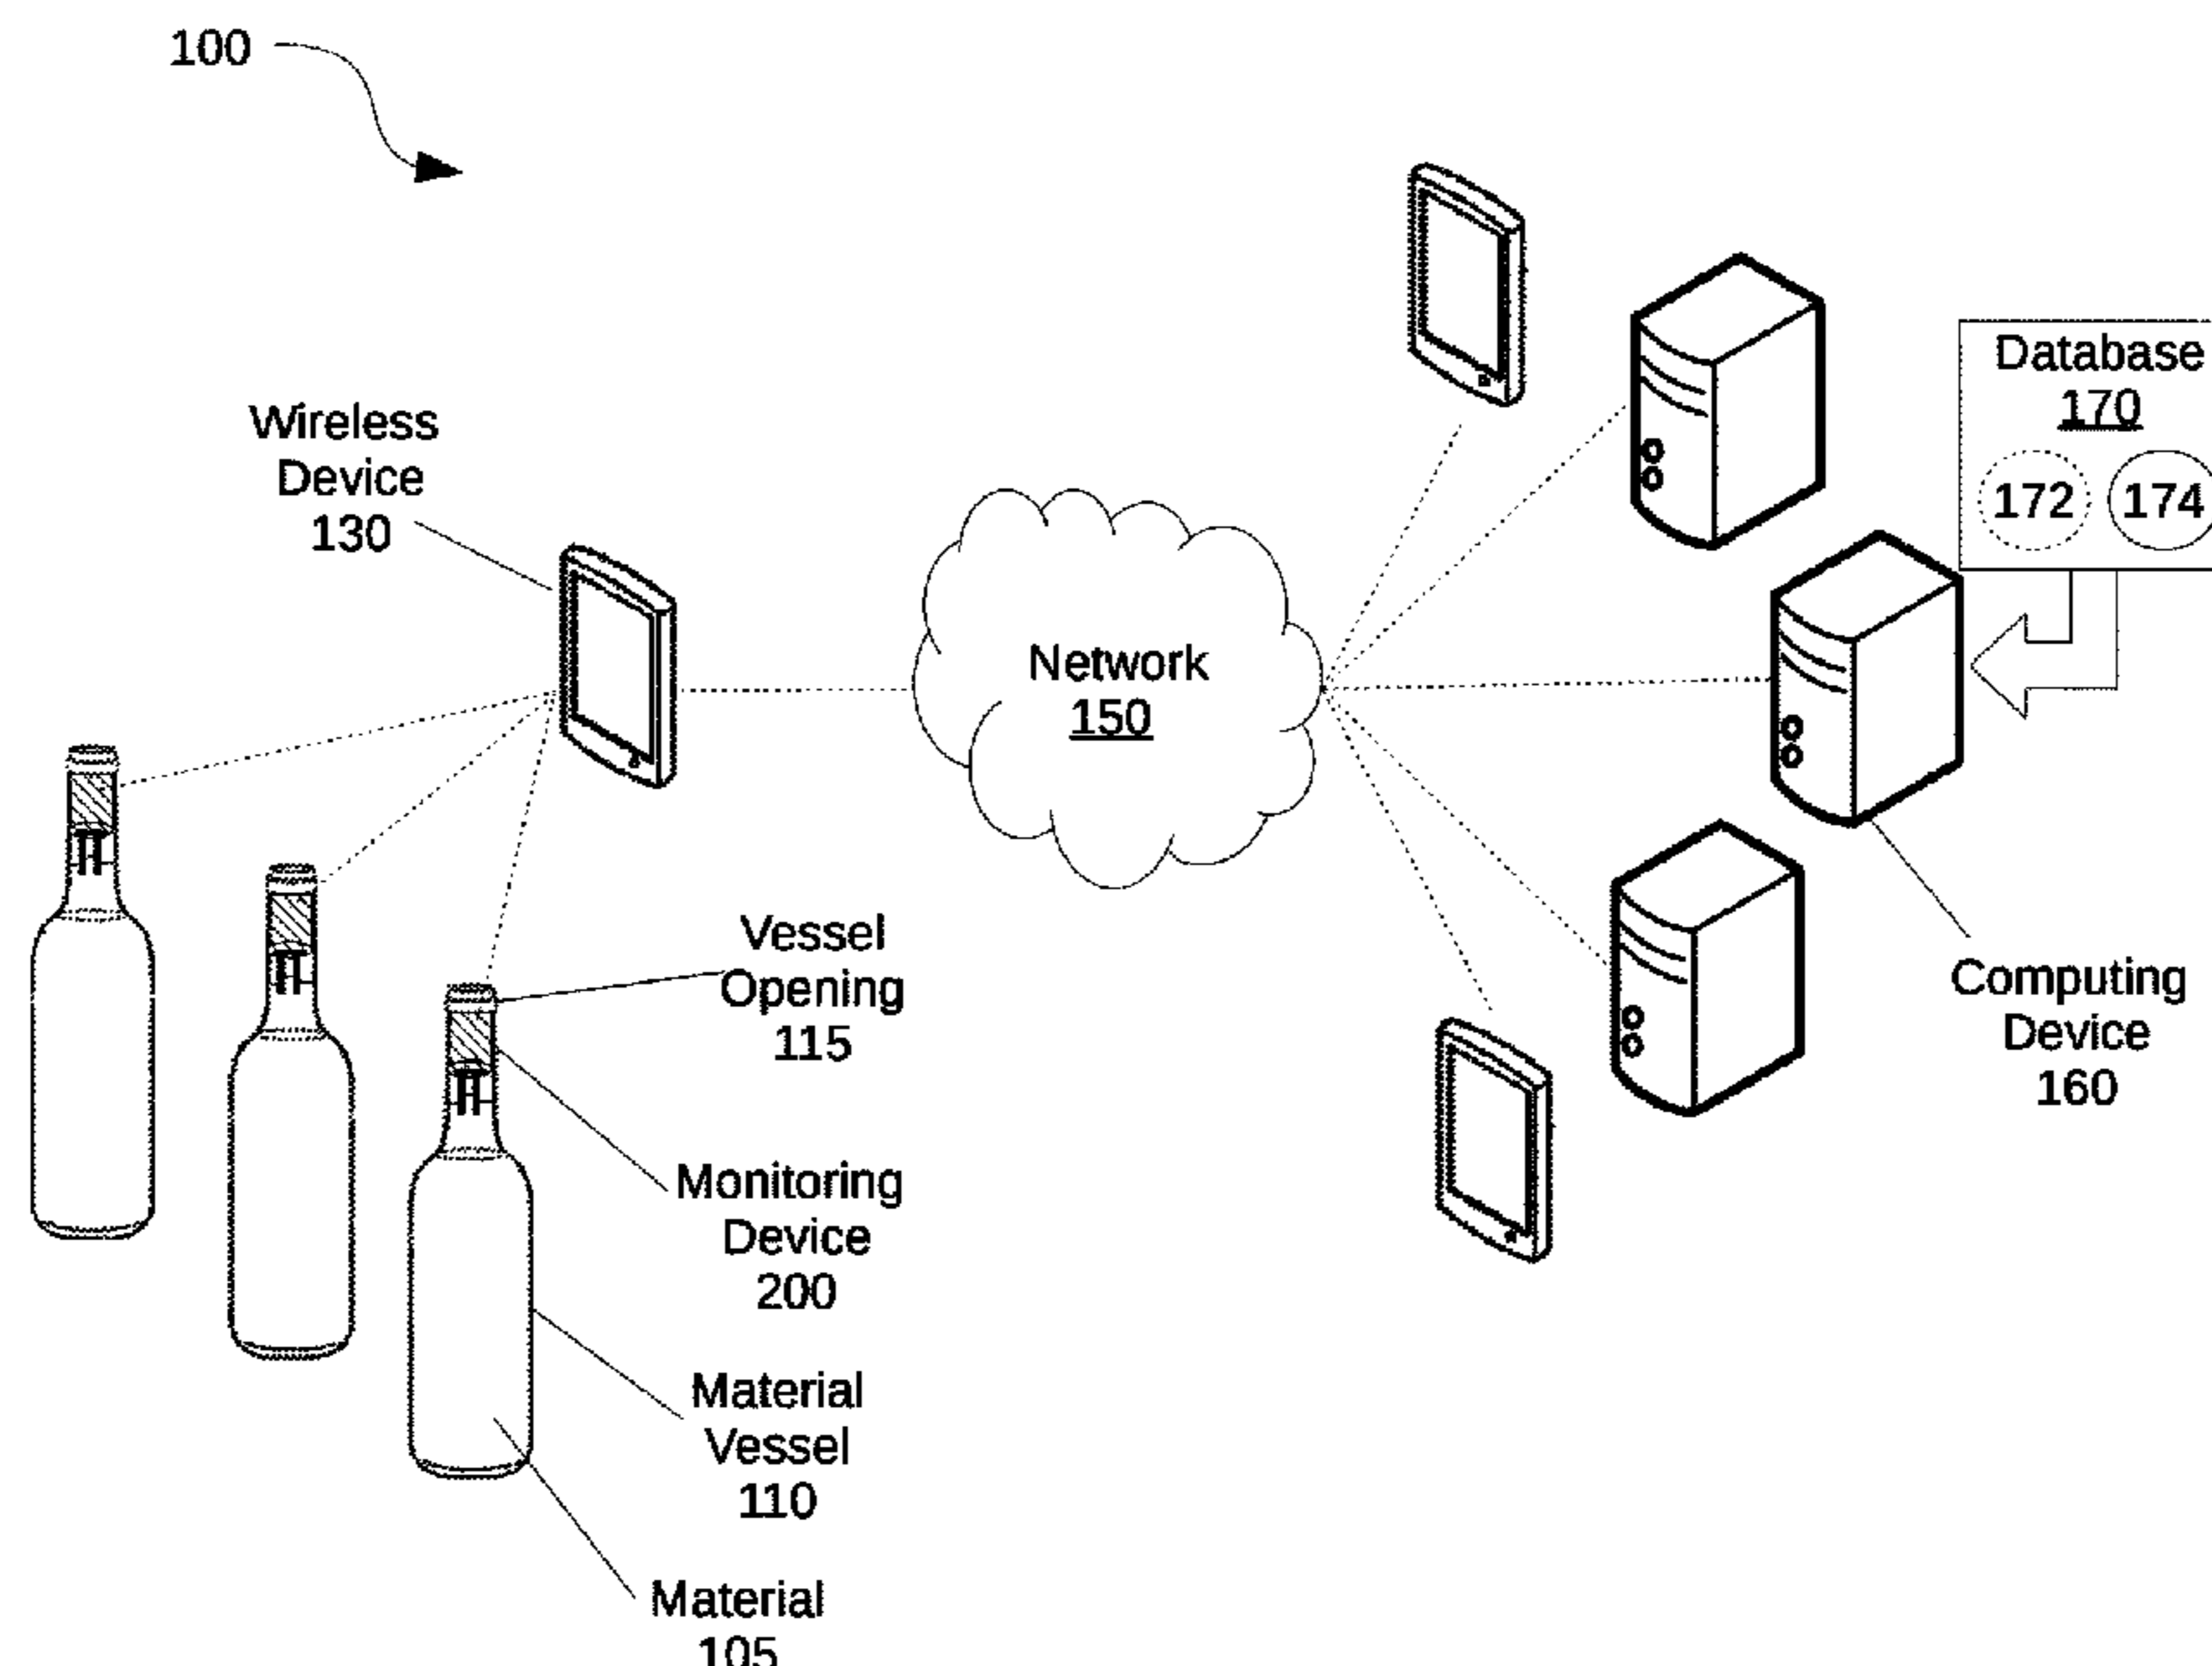 100
Wireless
Device
130
Network
150
Database
170
172 174
Computing
Device
160
Vessel
Opening
115
Monitoring
Device
200
Material
Vessel
110
Material
105